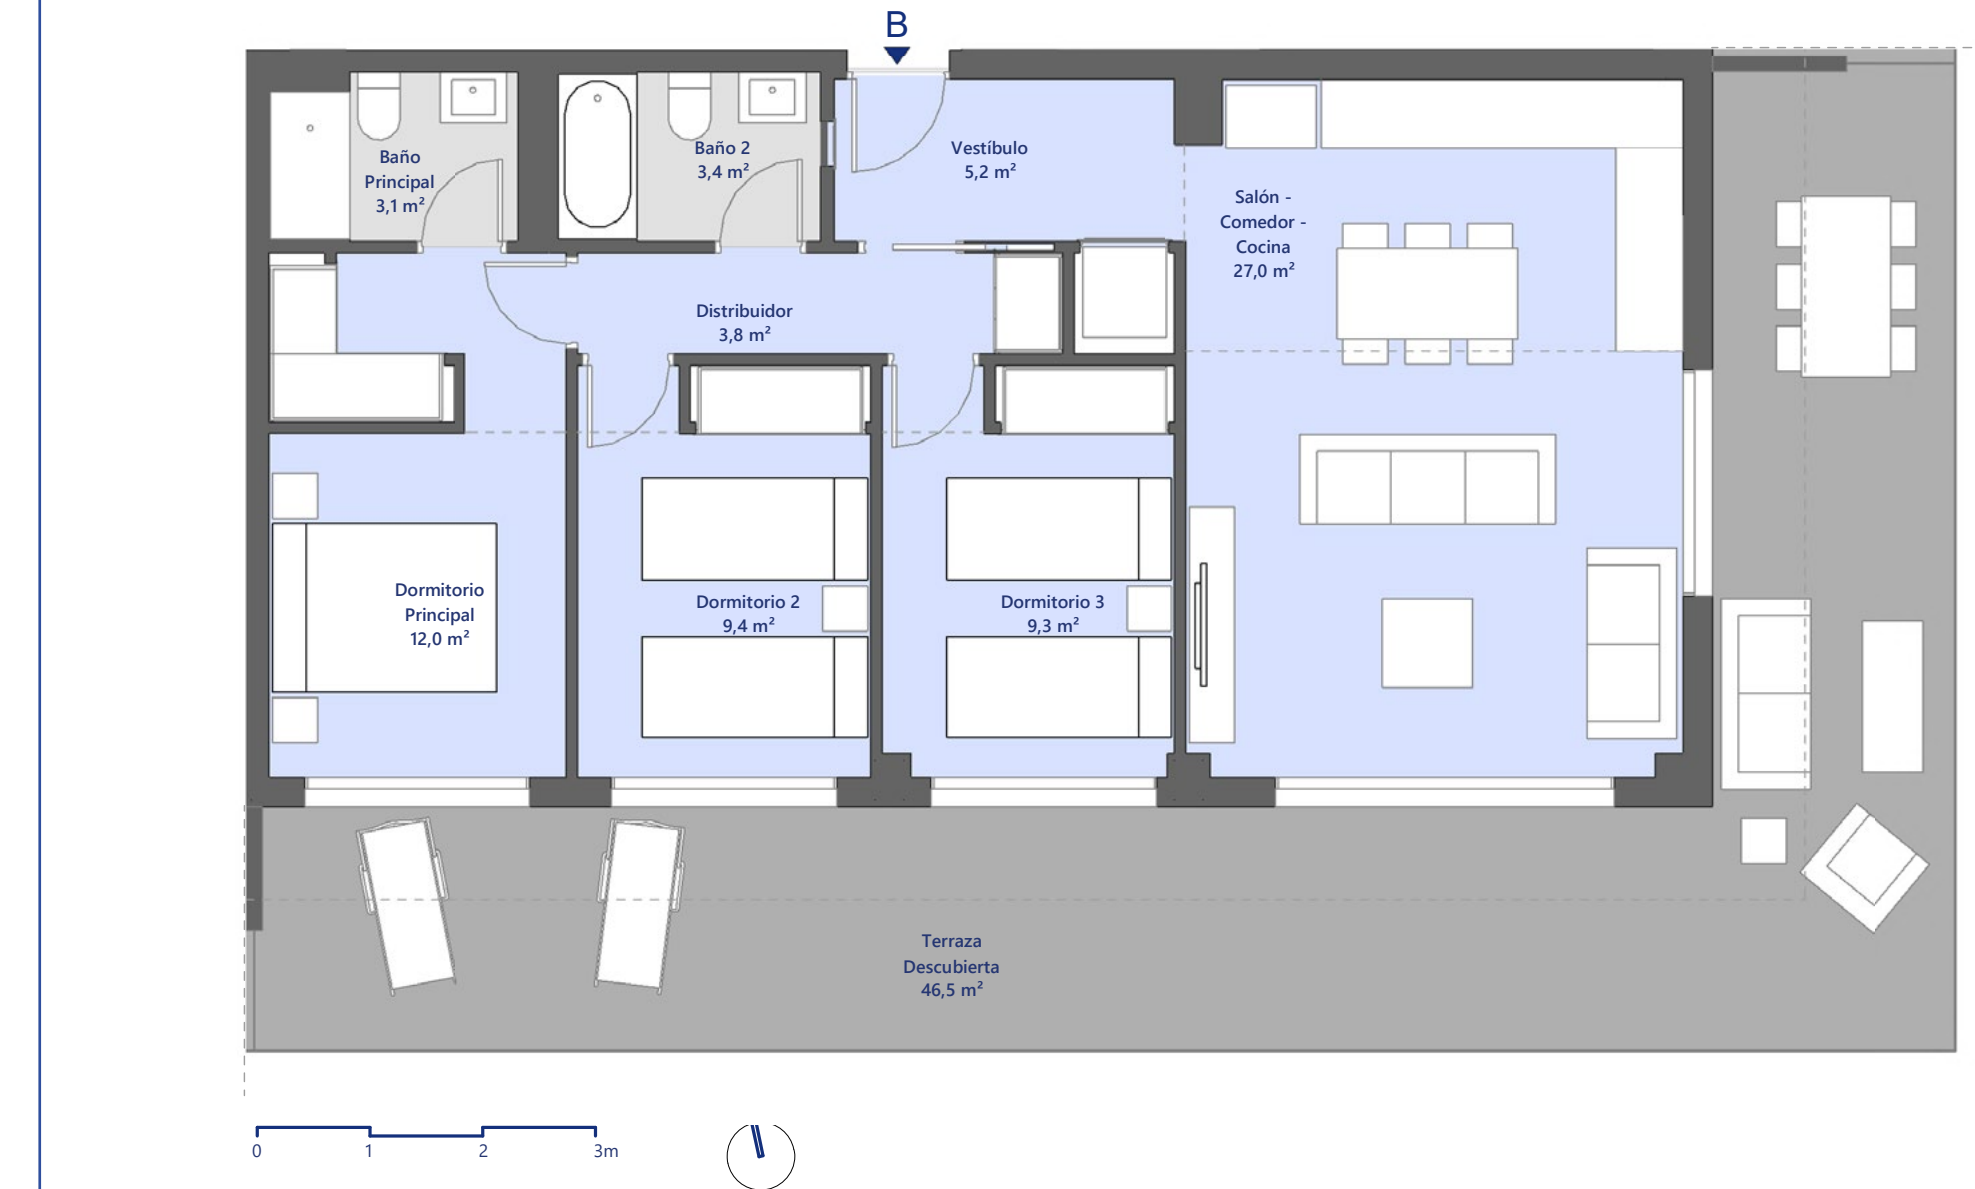 B
Baño
Principal
3,1 m²
Baño 2
3,4 m²
Vestíbulo
5,2 m²
Salón -
Comedor -
Cocina
27,0 m²
Distribuidor
3,8 m²
Dormitorio
Principal
12,0 m²
Dormitorio 2
9,4 m²
Dormitorio 3
9,3 m²
Terraza
Descubierta
46,5 m²
0 1 2 3m